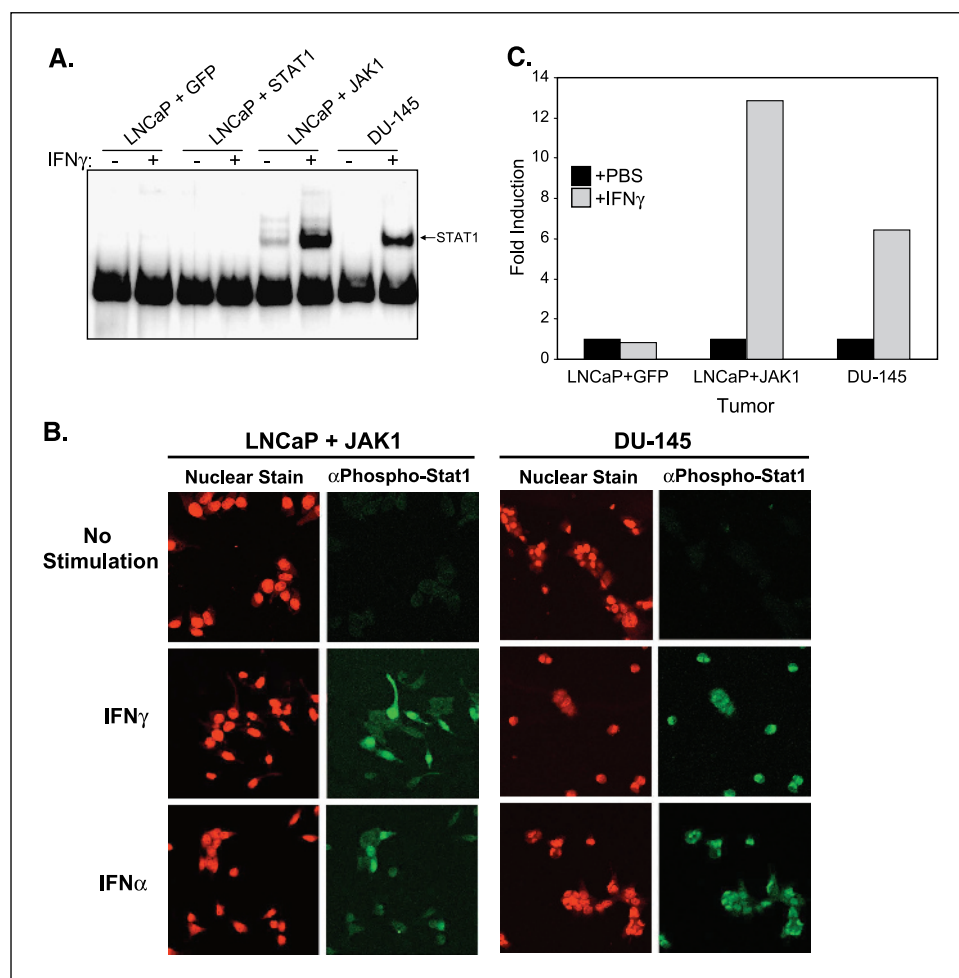 A.
LNCaP + GFP
LNCaP + STAT1
LNCaP + JAK1
DU-145
IFNγ: - + - + - + - +
←STAT1
C.
14
12
10
8
6
4
2
0
Fold Induction
+PBS
+IFNγ
LNCaP+GFP LNCaP+JAK1 DU-145
Tumor
B.
LNCaP + JAK1 DU-145
Nuclear Stain αPhospho-Stat1 Nuclear Stain αPhospho-Stat1
No
Stimulation
IFNγ
IFNα